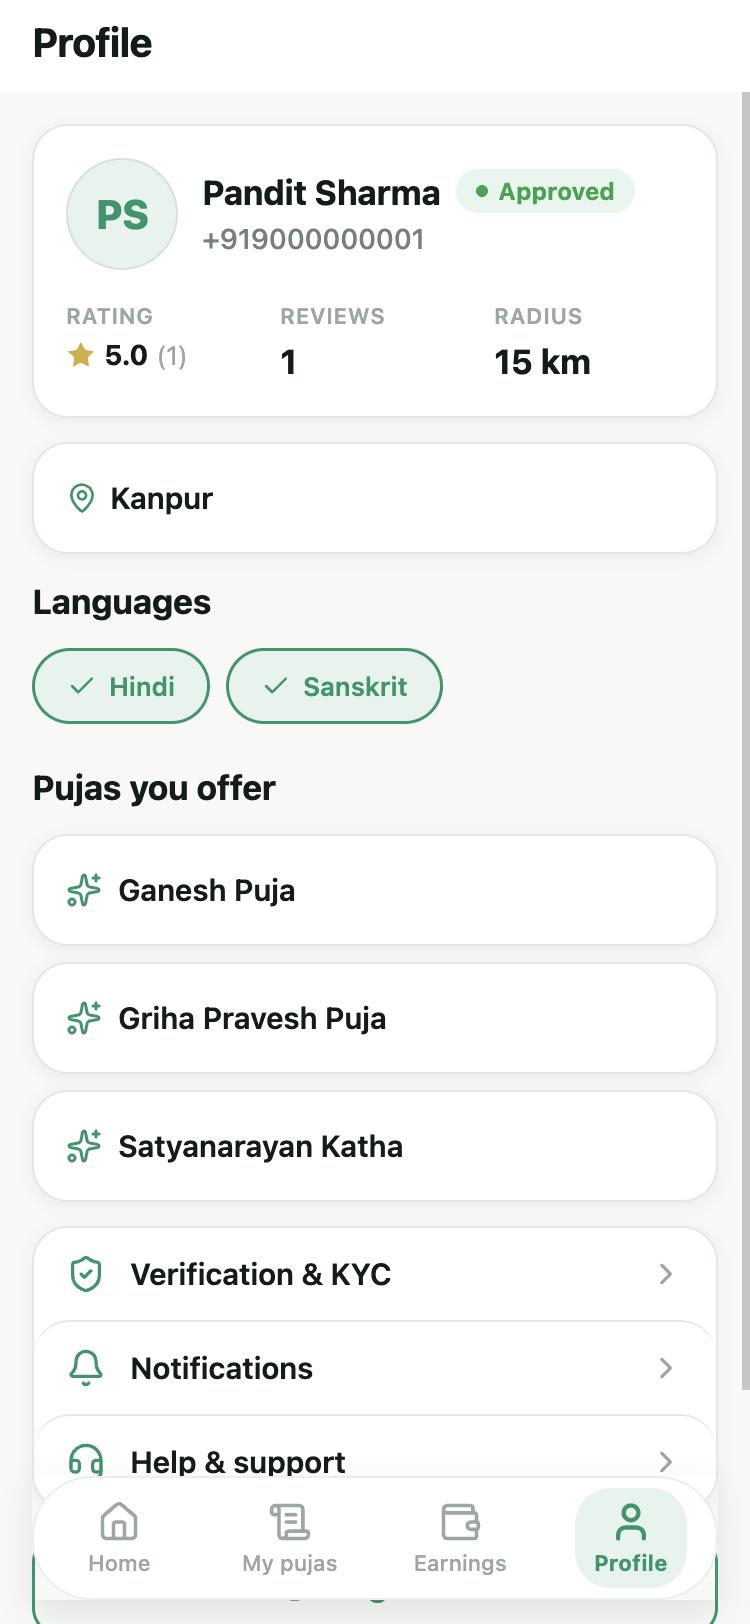 Profile
PS
Pandit Sharma
Approved
+919000000001
RATING
REVIEWS
RADIUS
5.0 (1)
1
15 km
Kanpur
Languages
Hindi
Sanskrit
Pujas you offer
Ganesh Puja
Griha Pravesh Puja
Satyanarayan Katha
Verification & KYC
Notifications
Help & support
Home
My pujas
Earnings
Profile